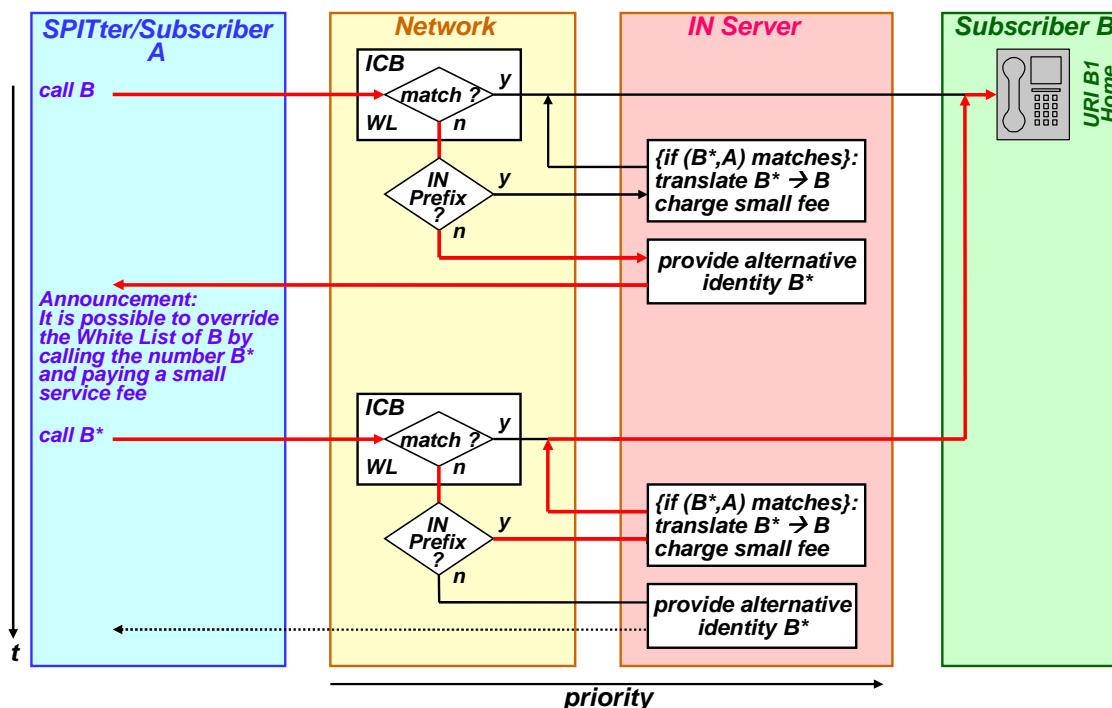 SPITter/Subscriber
A
Network
IN Server
Subscriber B
call B
ICB
match ?
y
WL
n
URI B1
Home
IN
Prefix
?
y
n
{if (B*,A) matches}:
translate B* → B
charge small fee
provide alternative
identity B*
Announcement:
It is possible to override
the White List of B by
calling the number B*
and paying a small
service fee
call B*
ICB
match ?
y
WL
n
IN
Prefix
?
y
n
{if (B*,A) matches}:
translate B* → B
charge small fee
provide alternative
identity B*
t
priority